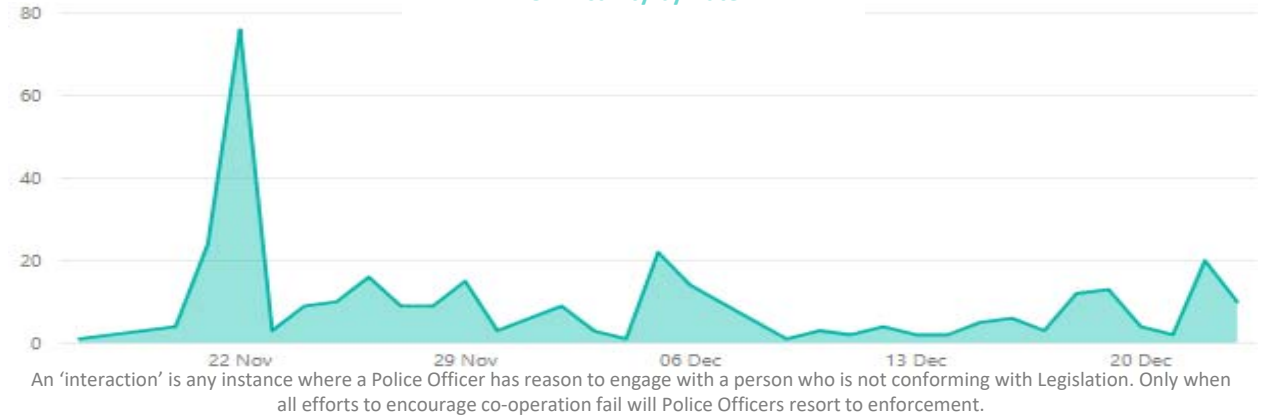 80
60
40
20
0
22 Nov
29 Nov
06 Dec
13 Dec
20 Dec
An ‘interaction’ is any instance where a Police Officer has reason to engage with a person who is not conforming with Legislation. Only when
all efforts to encourage co-operation fail will Police Officers resort to enforcement.